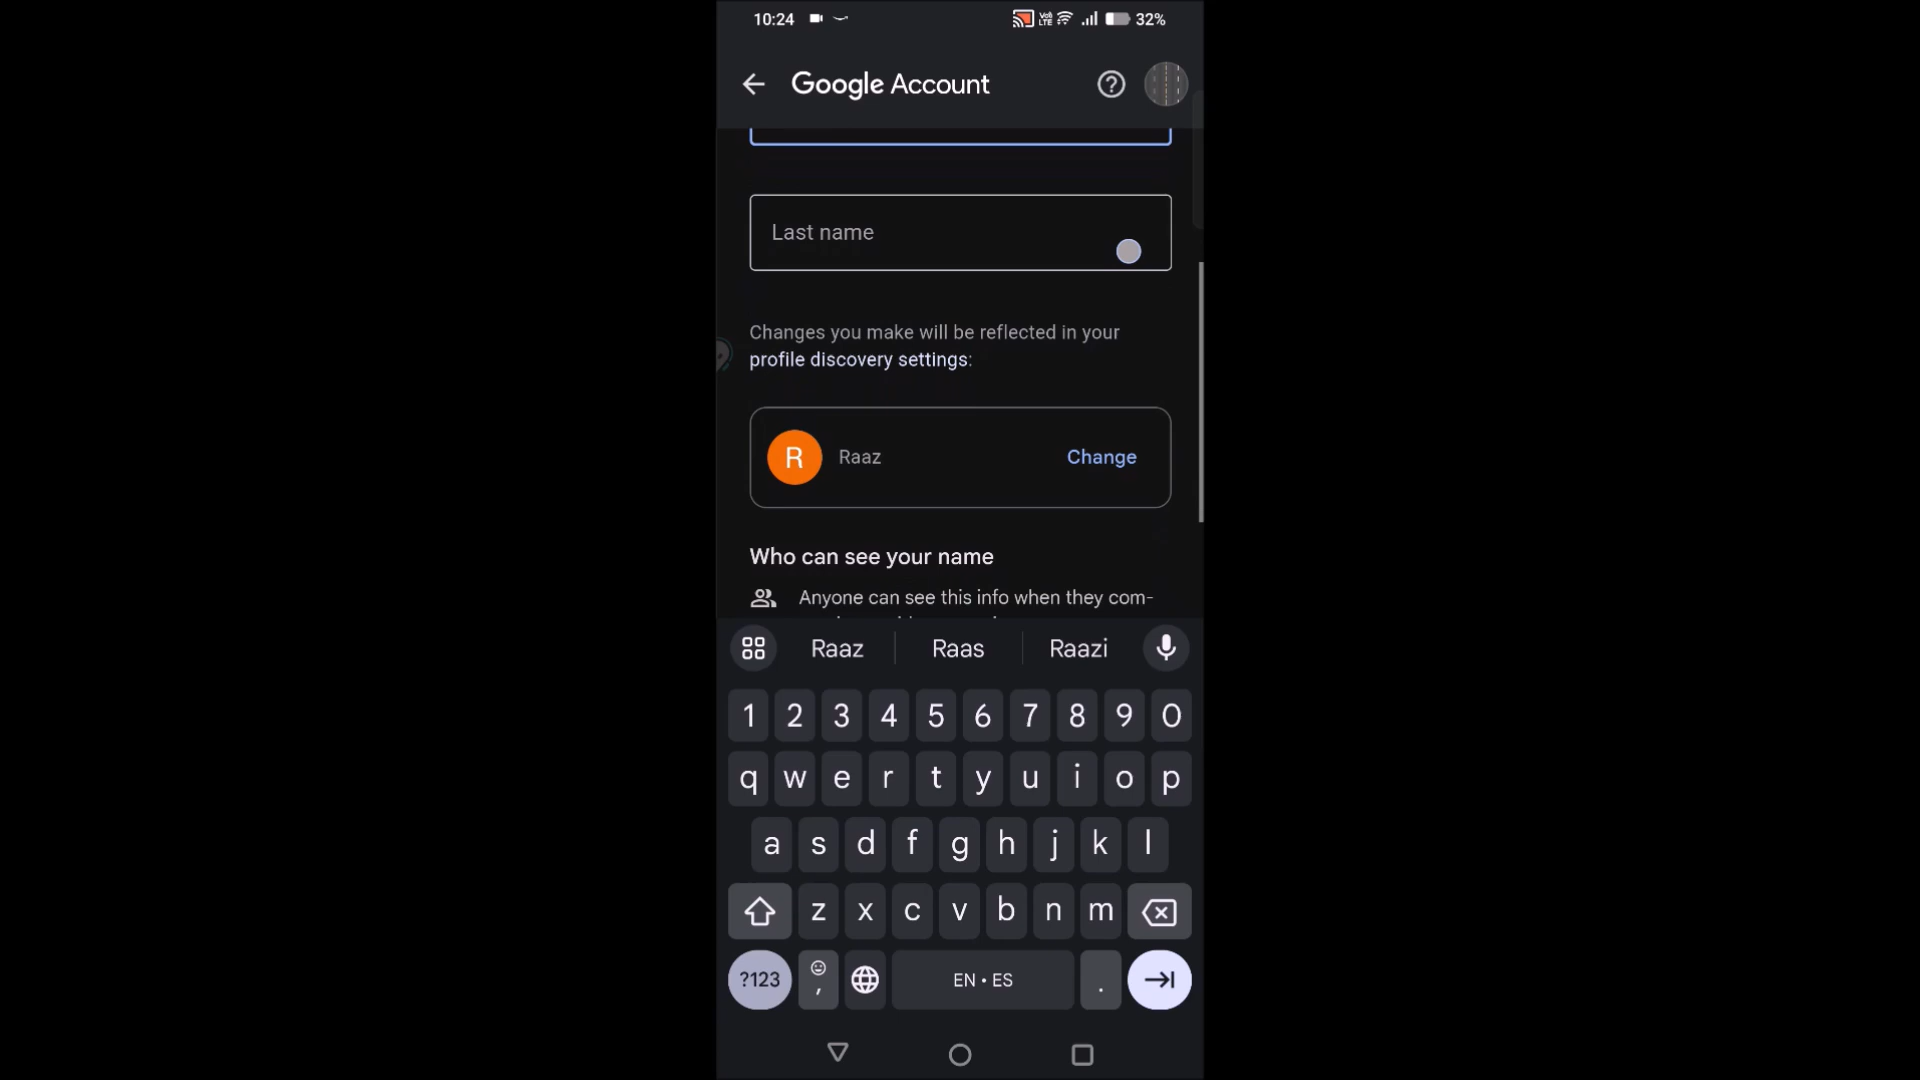 10:24 Vo) LTE 32%
Google Account
Last name
Changes you make will be reflected in your
profile discovery settings:
R Raaz Change
Who can see your name
Anyone can see this info when they com-
Raaz Raas Raazi
1 2 3 4 5 6 7 8 9 0
q w e r t y u i o p
a s d f g h j k l
z x c v b n m
?123 , EN • ES .